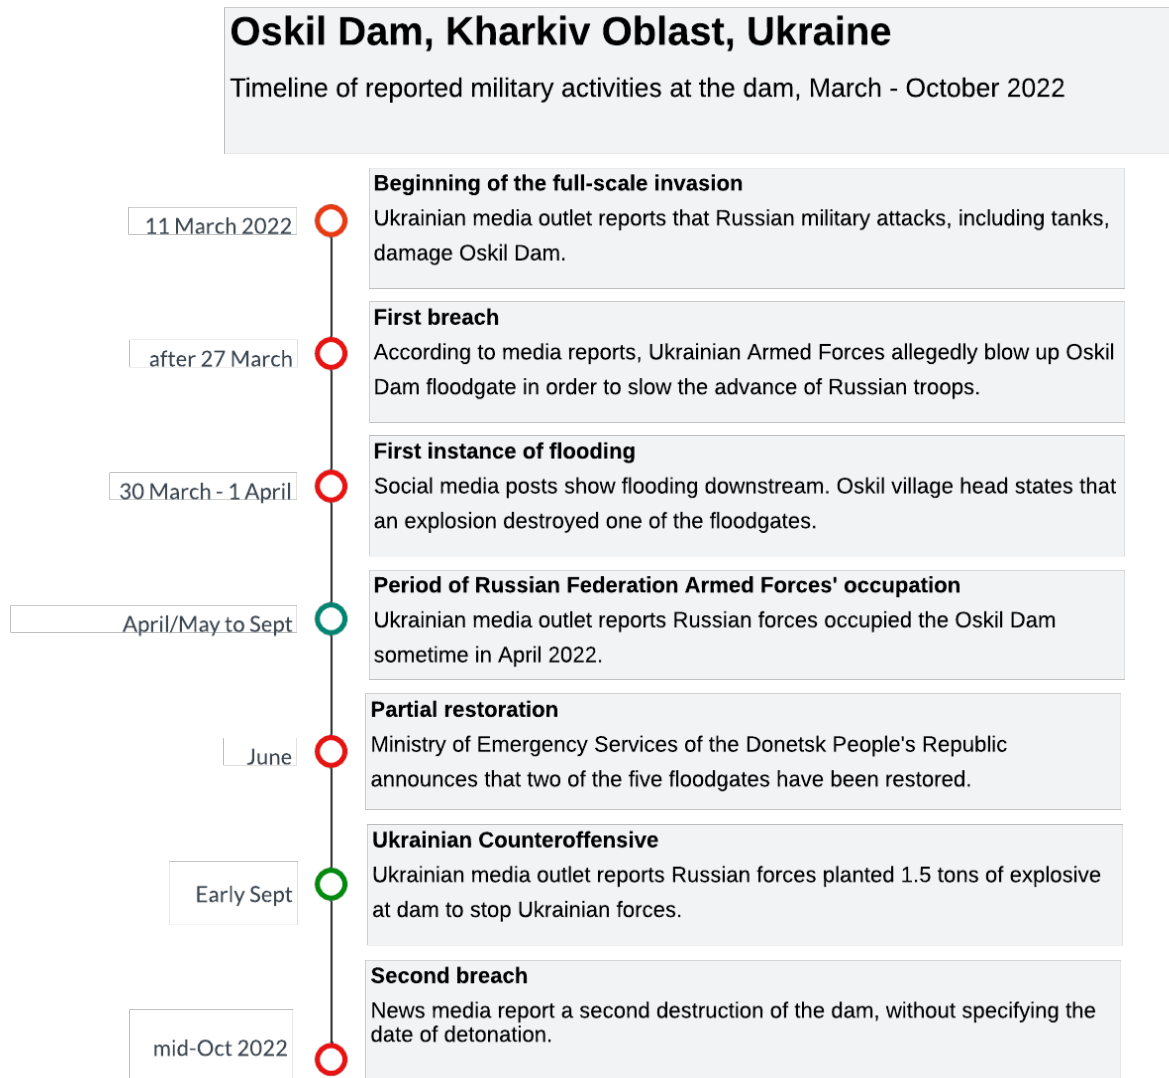 Oskil Dam, Kharkiv Oblast, Ukraine
Timeline of reported military activities at the dam, March - October 2022
11 March 2022
Beginning of the full-scale invasion
Ukrainian media outlet reports that Russian military attacks, including tanks,
damage Oskil Dam.
after 27 March
First breach
According to media reports, Ukrainian Armed Forces allegedly blow up Oskil
Dam floodgate in order to slow the advance of Russian troops.
30 March - 1 April
First instance of flooding
Social media posts show flooding downstream. Oskil village head states that
an explosion destroyed one of the floodgates.
April/May to Sept
Period of Russian Federation Armed Forces' occupation
Ukrainian media outlet reports Russian forces occupied the Oskil Dam
sometime in April 2022.
June
Partial restoration
Ministry of Emergency Services of the Donetsk People's Republic
announces that two of the five floodgates have been restored.
Early Sept
Ukrainian Counteroffensive
Ukrainian media outlet reports Russian forces planted 1.5 tons of explosive
at dam to stop Ukrainian forces.
mid-Oct 2022
Second breach
News media report a second destruction of the dam, without specifying the
date of detonation.